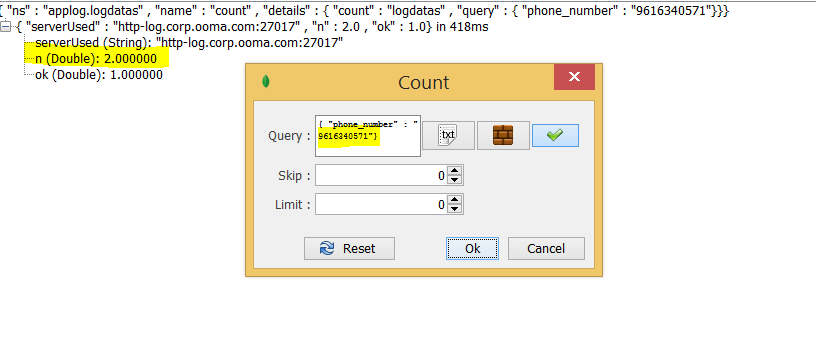 { "ns" : "applog.logdatas" , "name" : "count" , "details" : { "count" : "logdatas" , "query" : { "phone_number" : "9616340571"}}}
{ "serverUsed" : "http-log.corp.ooma.com:27017" , "n" : 2.0 , "ok" : 1.0} in 418ms
serverUsed (String): "http-log.corp.ooma.com:27017"
n (Double): 2.000000
ok (Double): 1.000000
Count
Query :
{ "phone_number" : "
9616340571"}
txt
Skip :
0
Limit :
0
Reset
Ok
Cancel